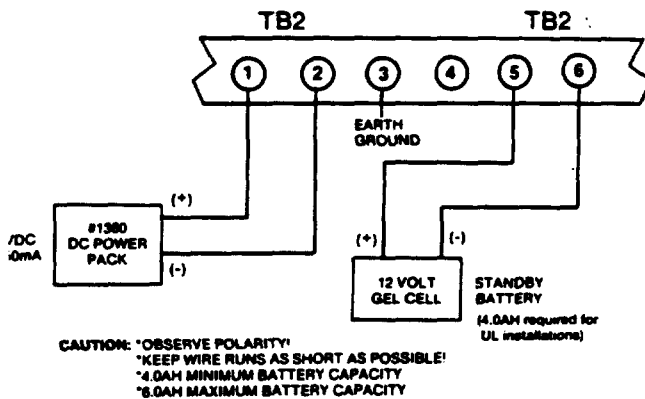 TB2 TB2
1 2 3 4 5 6
EARTH
GROUND
(+)
#1360
DC POWER
PACK
/DC
0mA
(-)
(+) (-)
12 VOLT
GEL CELL
STANDBY
BATTERY
(4.0AH required for
UL installations)
CAUTION: *OBSERVE POLARITY!
*KEEP WIRE RUNS AS SHORT AS POSSIBLE!
*4.0AH MINIMUM BATTERY CAPACITY
*6.0AH MAXIMUM BATTERY CAPACITY